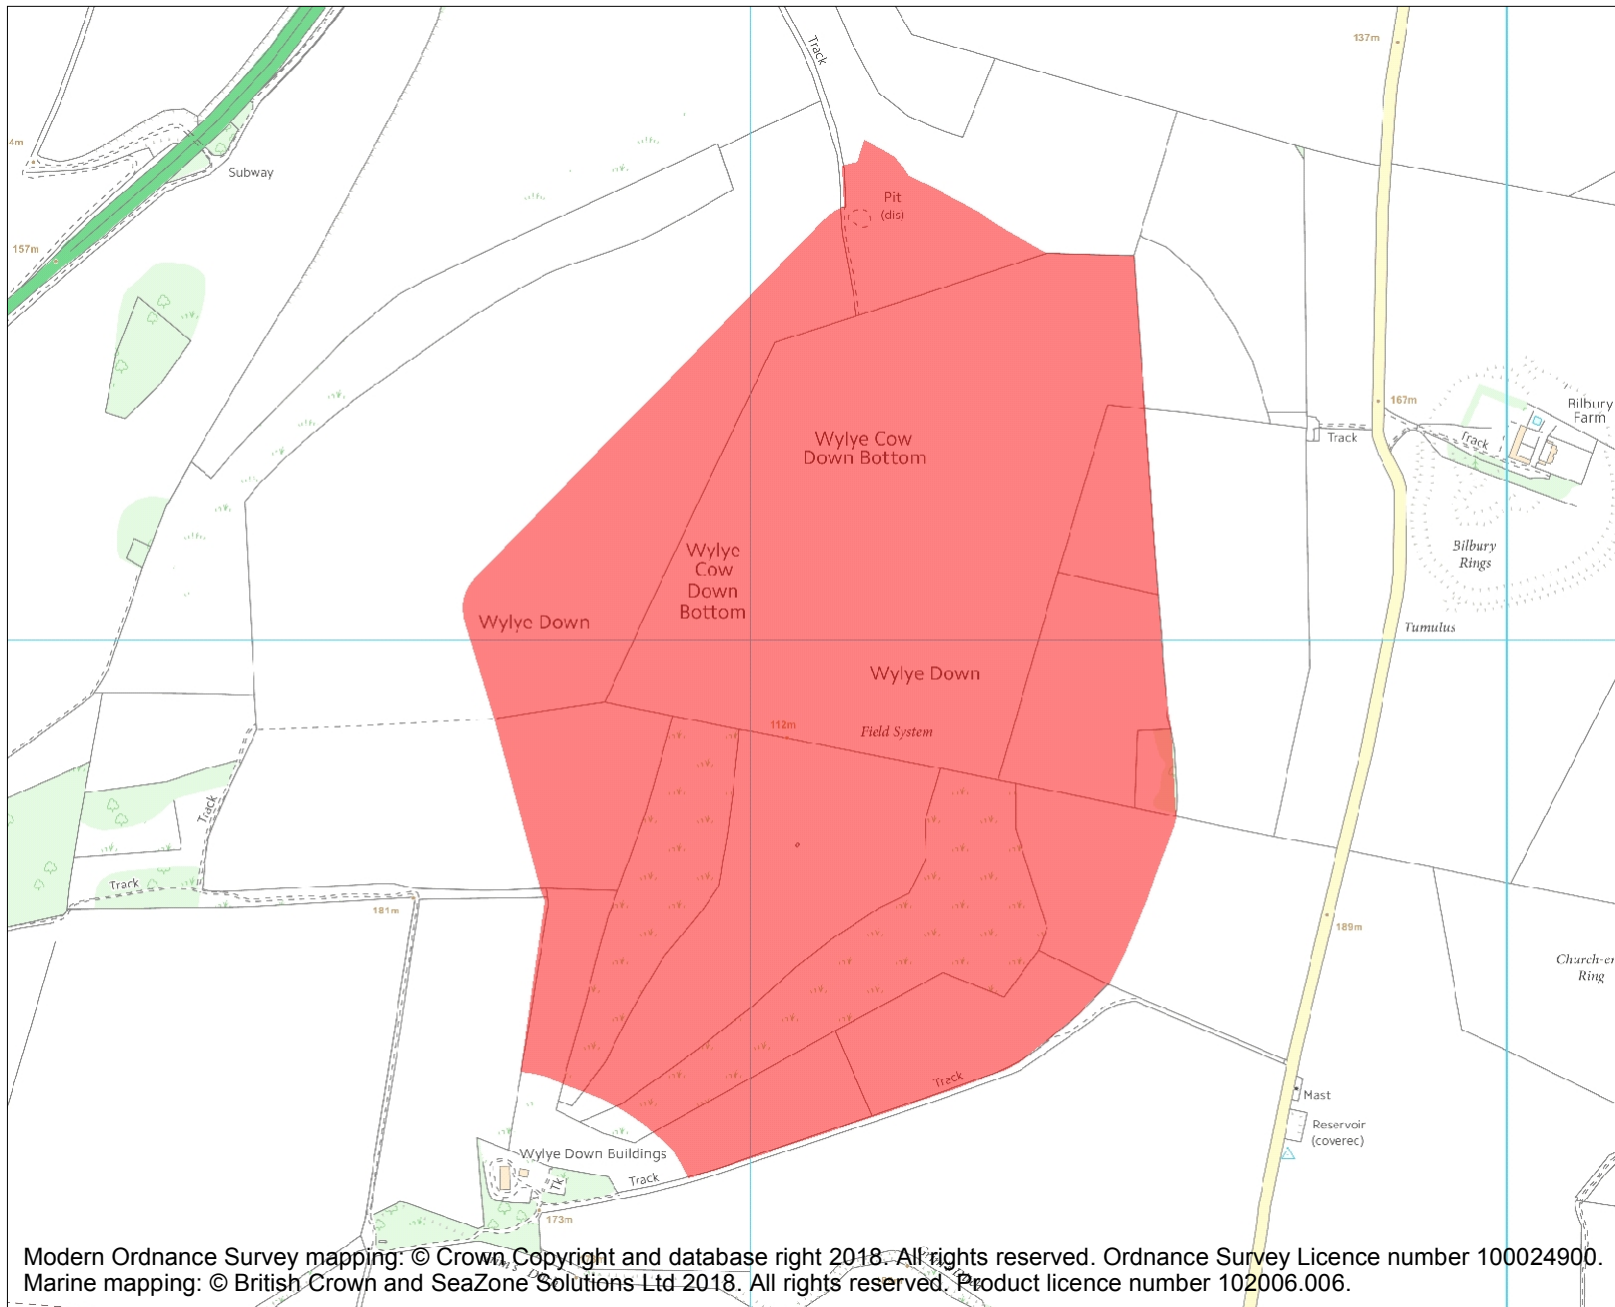 Track
137m
4m
Subway
Pit
(dis)
157m
167m
Bilbury
Farm
Track
Track
Wylye Cow
Down Bottom
Wylye
Cow
Down
Bottom
Bilbury
Rings
Wylye Down
Tumulus
Wylye Down
112m
Field System
Track
Track
181m
189m
Church-en
Ring
Track
Mast
Reservoir
(covered)
Wylye Down Buildings
Tk
Track
173m
Modern Ordnance Survey mapping: © Crown Copyright and database right 2018. All rights reserved. Ordnance Survey Licence number 100024900.
Marine mapping: © British Crown and SeaZone Solutions Ltd 2018. All rights reserved. Product licence number 102006.006.